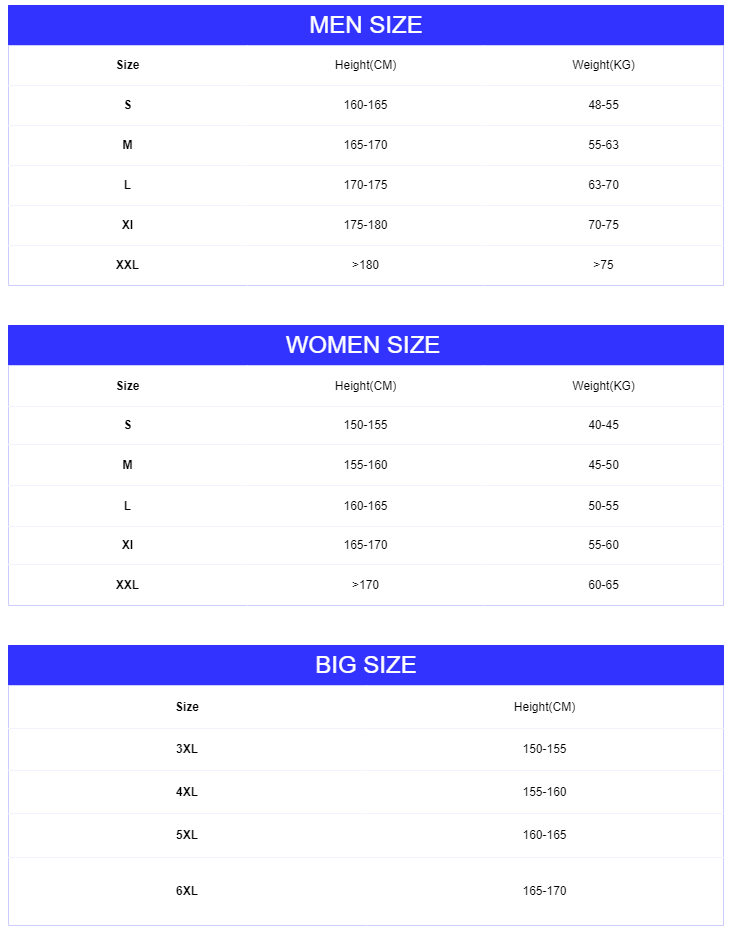 MEN SIZE
Size Height(CM) Weight(KG)
S 160-165 48-55
M 165-170 55-63
L 170-175 63-70
Xl 175-180 70-75
XXL >180 >75
WOMEN SIZE
Size Height(CM) Weight(KG)
S 150-155 40-45
M 155-160 45-50
L 160-165 50-55
Xl 165-170 55-60
XXL >170 60-65
BIG SIZE
Size Height(CM)
3XL 150-155
4XL 155-160
5XL 160-165
6XL 165-170